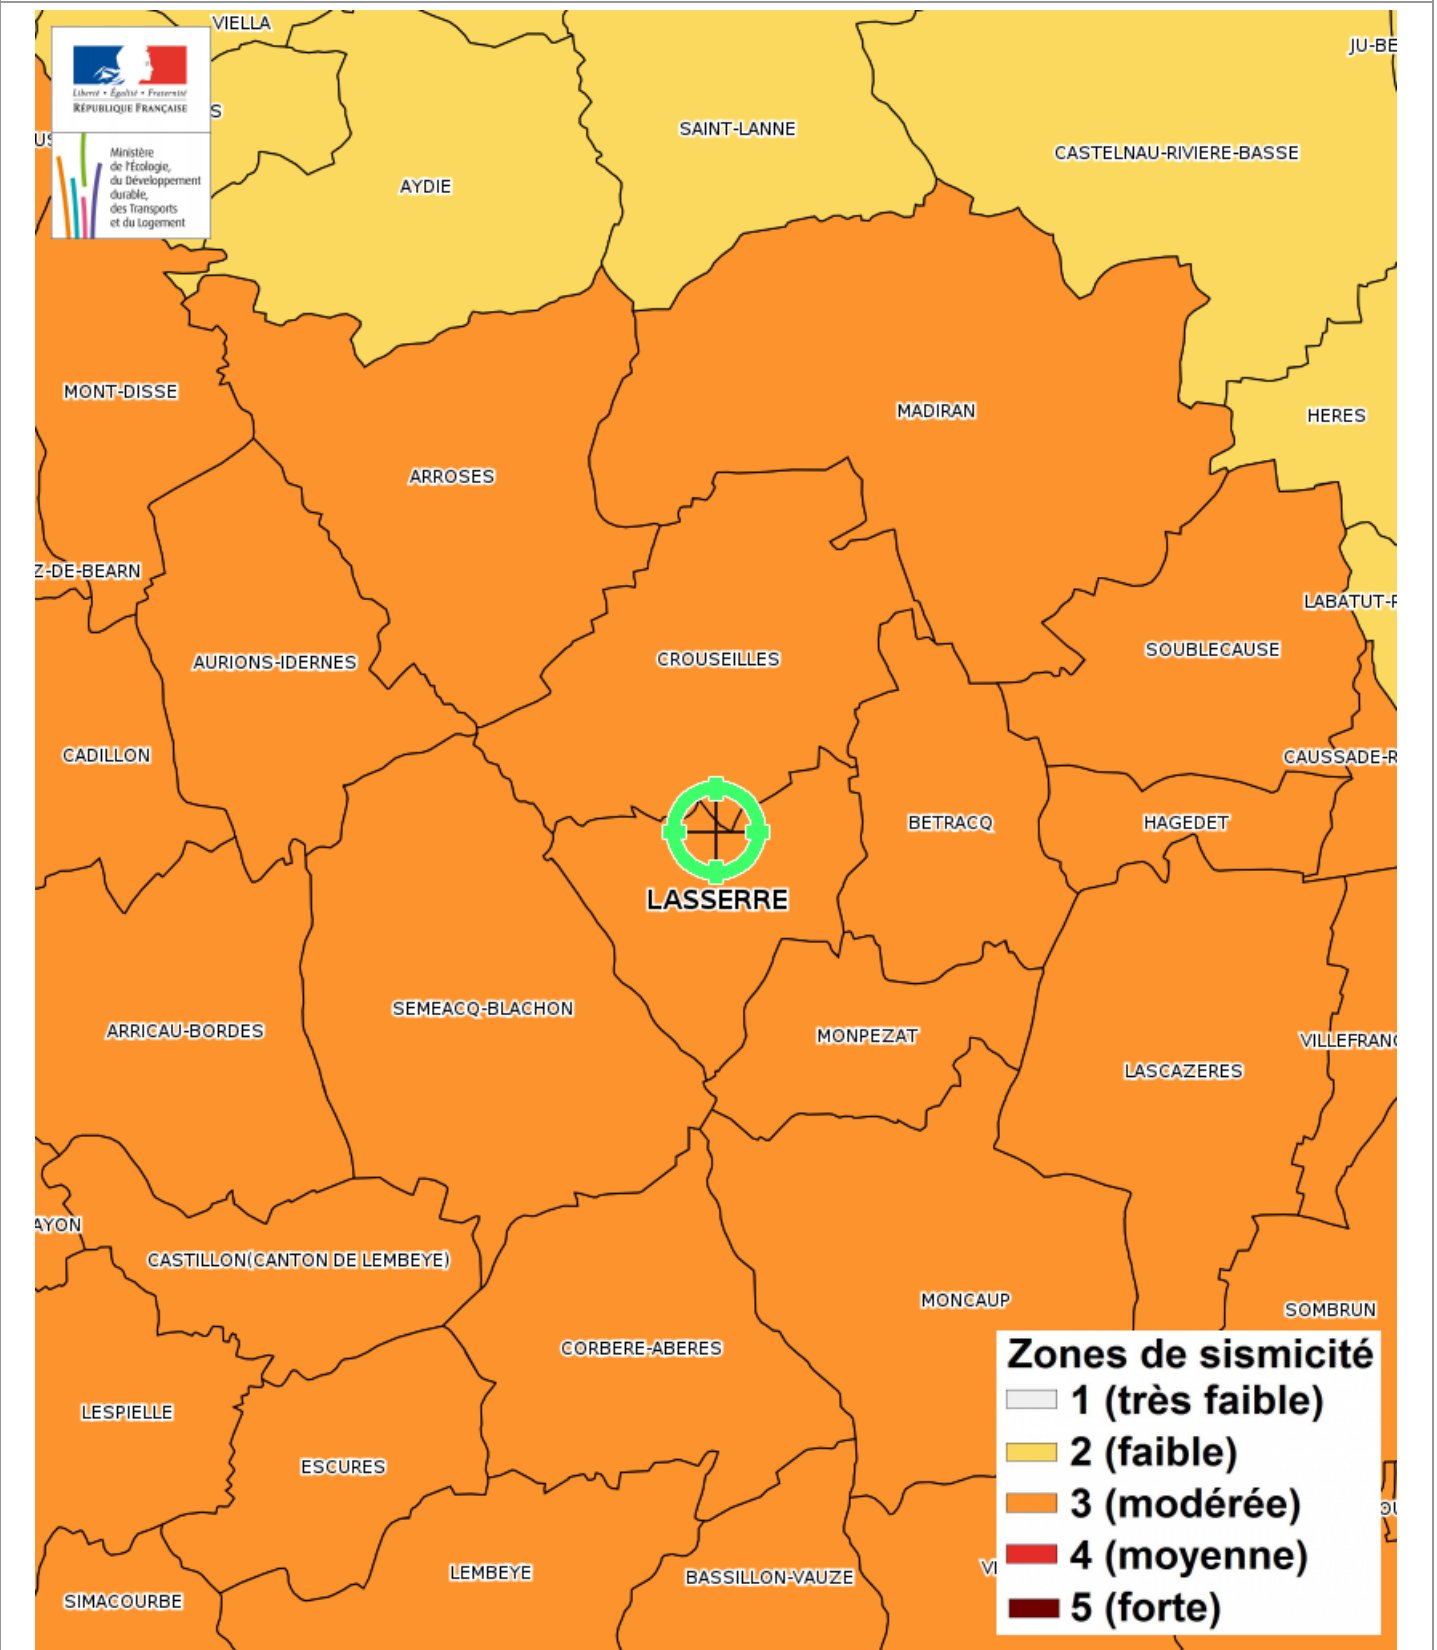 VIELLA
JU-BE
Liberté • Égalité • Fraternité
RÉPUBLIQUE FRANÇAISE
S
US
SAINT-LANNE
CASTELNAU-RIVIERE-BASSE
Ministère
de l'Écologie,
du Développement
durable,
des Transports
et du Logement
AYDIE
MONT-DISSE
MADIRAN
HERES
ARROSES
Z-DE-BEARN
LABATUT-R
SOUBLECAUSE
CROUSEILLES
AURIONS-IDERNES
CADILLON
CAUSSADE-R
BETRACQ
HAGEDET
LASSERRE
SEMEACQ-BLACHON
ARRICAU-BORDES
MONPEZAT
VILLEFRANC
LASCAZERES
AYON
CASTILLON(CANTON DE LEMBEYE)
MONCAUP
SOMBRUN
CORBERE-ABERES
Zones de sismicité
1 (très faible)
2 (faible)
3 (modérée)
4 (moyenne)
5 (forte)
LESPIELLE
ESCURES
OU
LEMBEYE
BASSILLON-VAUZE
SIMACOURBE